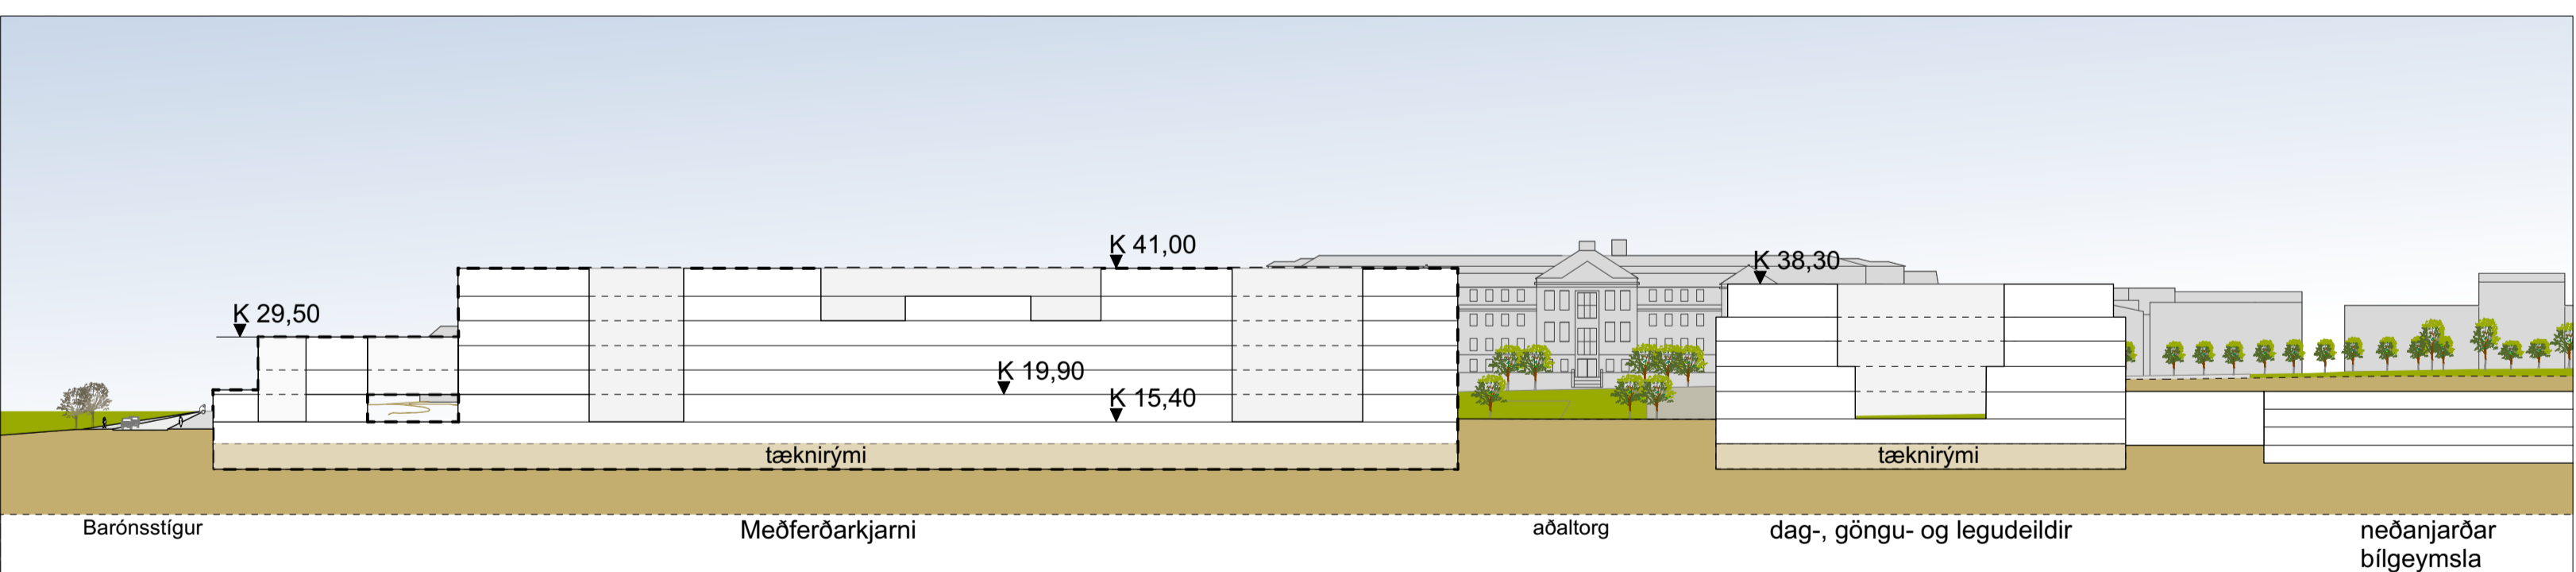 K 41,00
K 38,30
K 29,50
K 19,90
K 15,40
tæknirými
tæknirými
Barónsstígur
Meðferðarkjarni
aðaltorg
dag-, göngu- og legudeildir
neðanjarðar
bílgeymsla